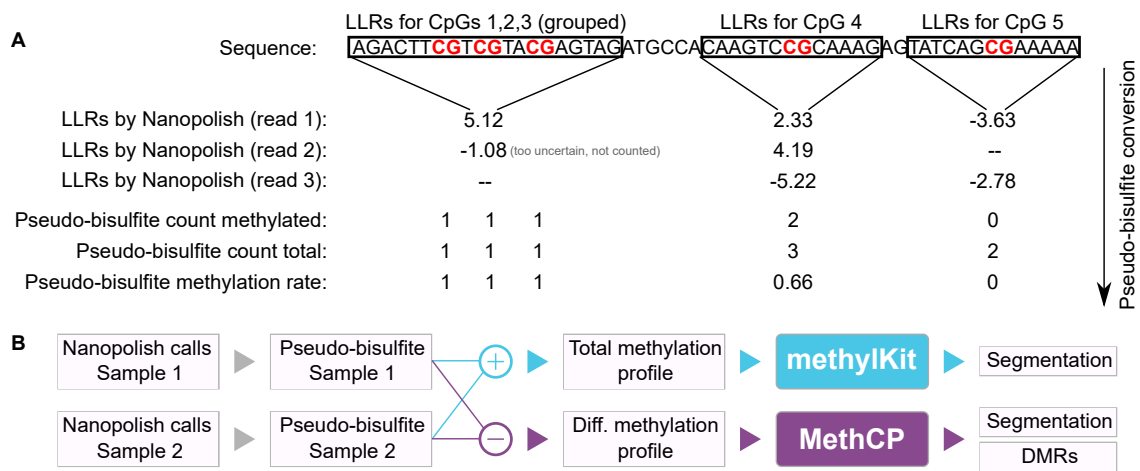 A
LLRs for CpGs 1,2,3 (grouped) LLRs for CpG 4 LLRs for CpG 5
Sequence: AGACTTCGTCGTACGAGTAGATGCCACAAGTCCGCAAAGAGTATCAGCGAAAAA
LLRs by Nanopolish (read 1): 5.12 2.33 -3.63
LLRs by Nanopolish (read 2): -1.08 (too uncertain, not counted) 4.19 --
LLRs by Nanopolish (read 3): -- -5.22 -2.78
Pseudo-bisulfite count methylated: 1 1 1 2 0
Pseudo-bisulfite count total: 1 1 1 3 2
Pseudo-bisulfite methylation rate: 1 1 1 0.66 0
Pseudo-bisulfite conversion
B
Nanopolish calls
Sample 1
Pseudo-bisulfite
Sample 1
+
Total methylation
profile
methylKit
Segmentation
Nanopolish calls
Sample 2
Pseudo-bisulfite
Sample 2
−
Diff. methylation
profile
MethCP
Segmentation
DMRs